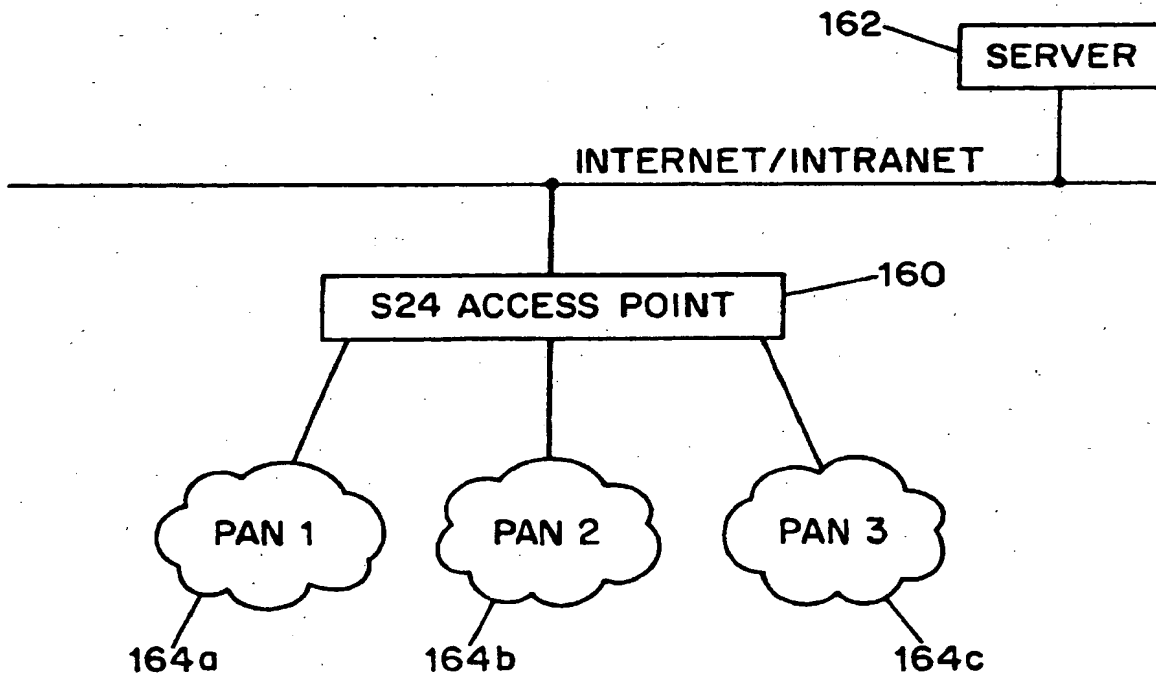 162
SERVER
INTERNET/INTRANET
160
S24 ACCESS POINT
PAN 1
PAN 2
PAN 3
164a
164b
164c